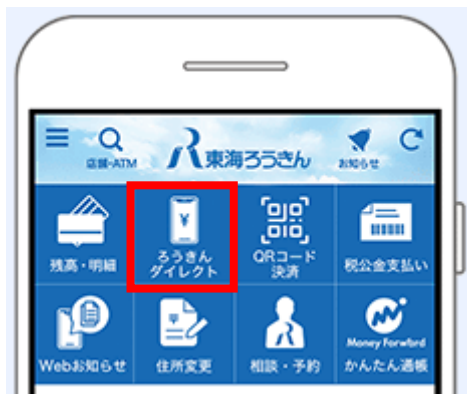 店舗・ATM
東海ろうきん
お知らせ
残高・明細
ろうきん
ダイレクト
QRコード
決済
税公金支払い
Webお知らせ
住所変更
相談・予約
Money Forward
かんたん通帳